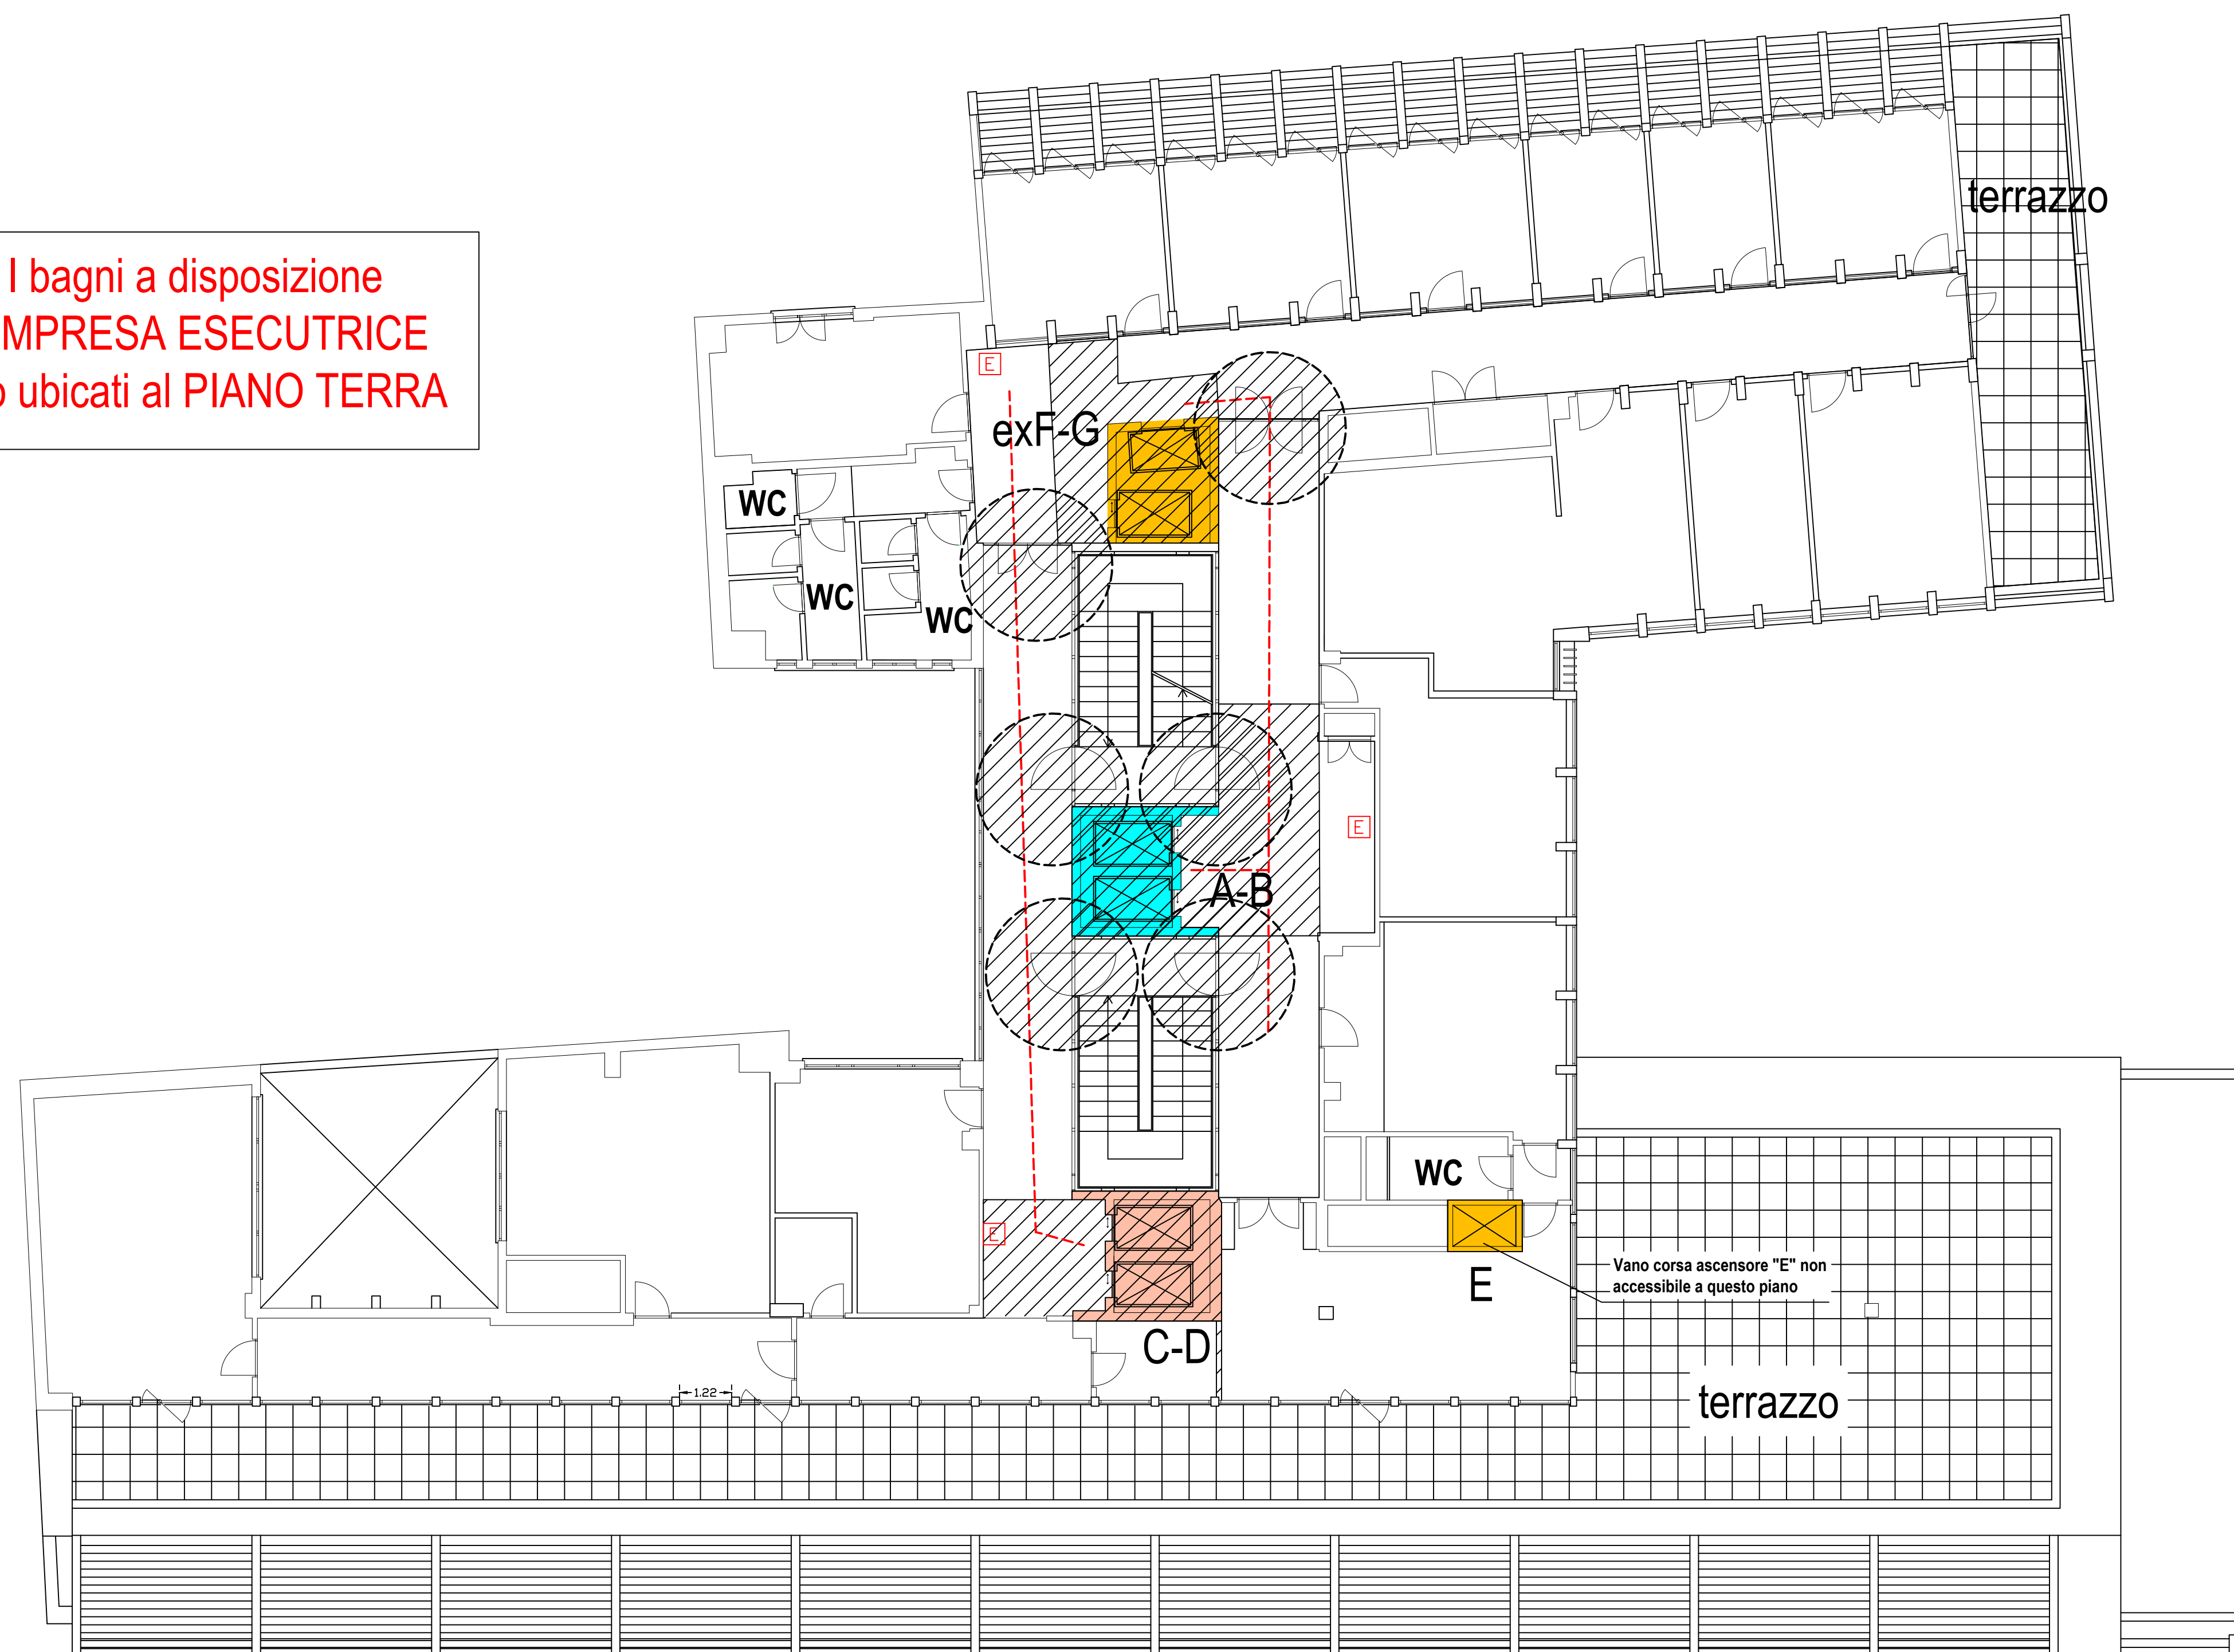 I bagni a disposizione
MPRESA ESECUTRICE
o ubicati al PIANO TERRA
terrazzo
E
exF-G
WC
WC
WC
E
A-B
WC
E
E
Vano corsa ascensore "E" non
accessibile a questo piano
C-D
1.22
terrazzo